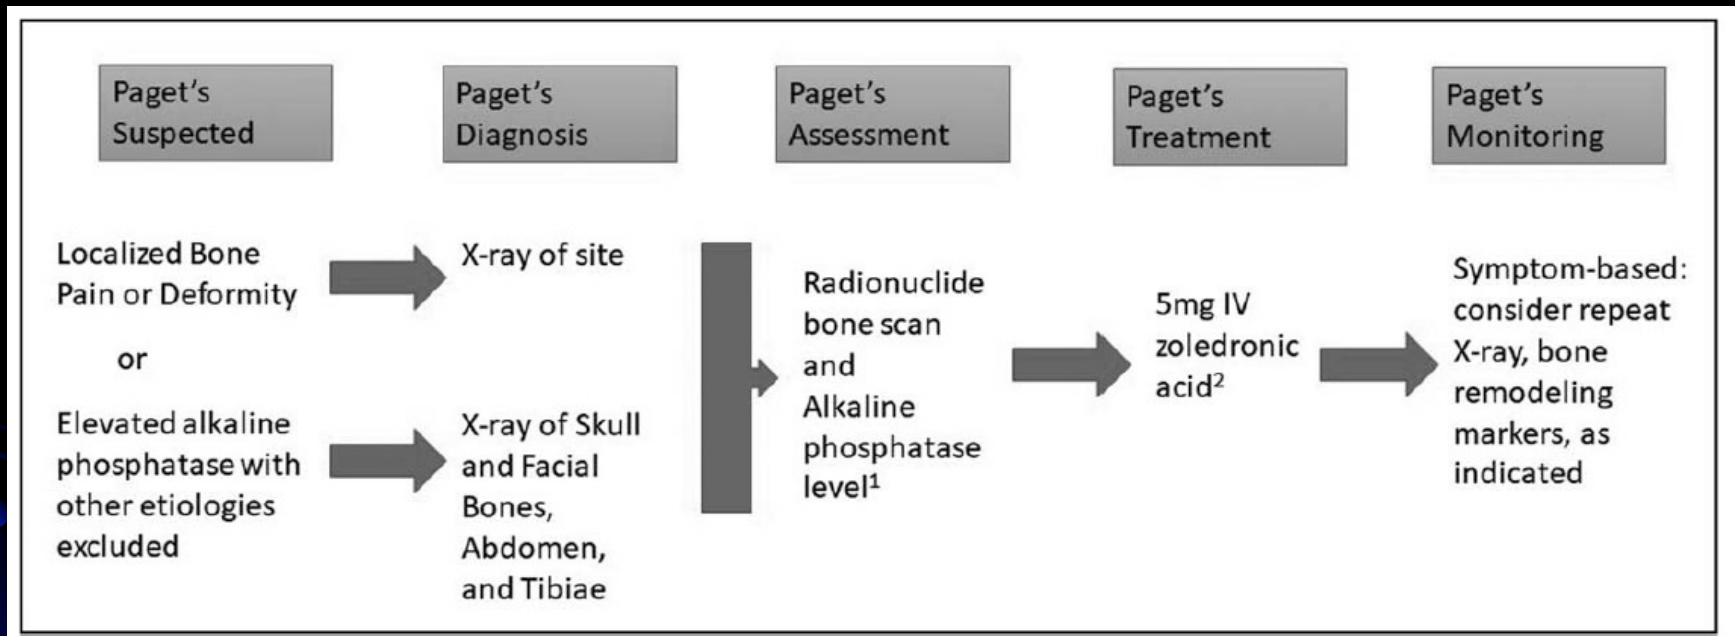 Paget's
Suspected
Paget's
Diagnosis
Paget's
Assessment
Paget's
Treatment
Paget's
Monitoring
Localized Bone
Pain or Deformity
or
Elevated alkaline
phosphatase with
other etiologies
excluded
X-ray of site
X-ray of Skull
and Facial
Bones,
Abdomen,
and Tibiae
Radionuclide
bone scan
and
Alkaline
phosphatase
level¹
5mg IV
zoledronic
acid²
Symptom-based:
consider repeat
X-ray, bone
remodeling
markers, as
indicated